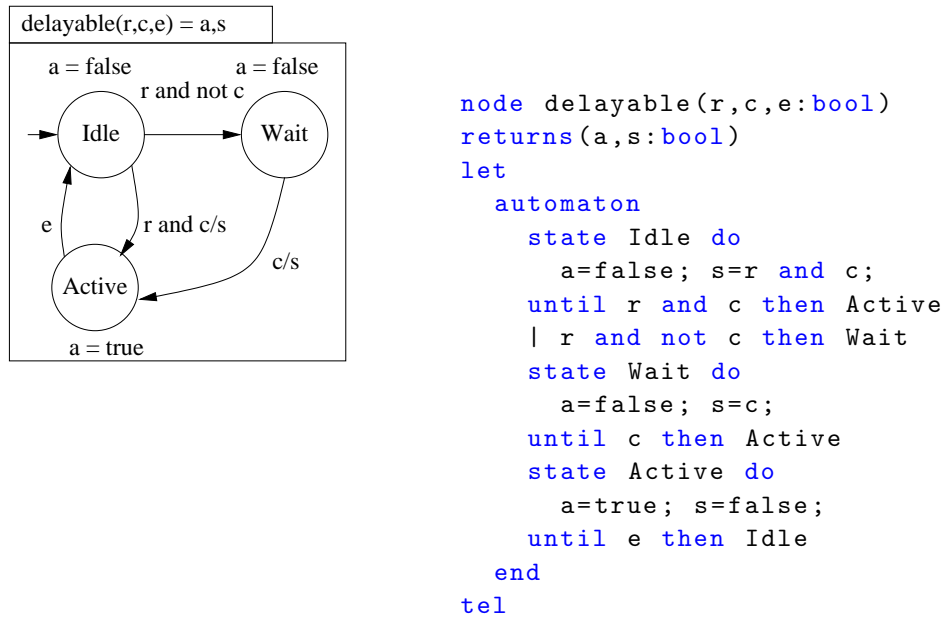 delayable(r,c,e) = a,s
a = false
a = false
r and not c
Idle
Wait
e
r and c/s
c/s
Active
a = true
node delayable(r,c,e:bool)
returns(a,s:bool)
let
automaton
state Idle do
a=false; s=r and c;
until r and c then Active
| r and not c then Wait
state Wait do
a=false; s=c;
until c then Active
state Active do
a=true; s=false;
until e then Idle
end
tel